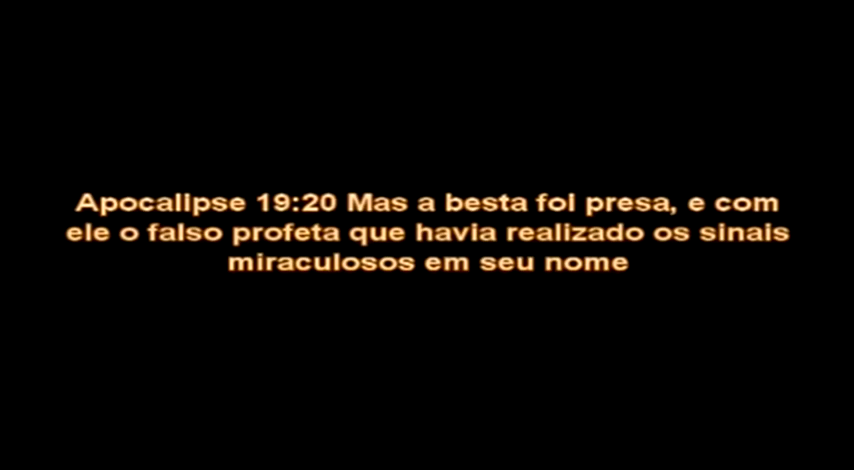 Apocalipse 19:20 Mas a besta foi presa, e com
ele o falso profeta que havia realizado os sinais
miraculosos em seu nome